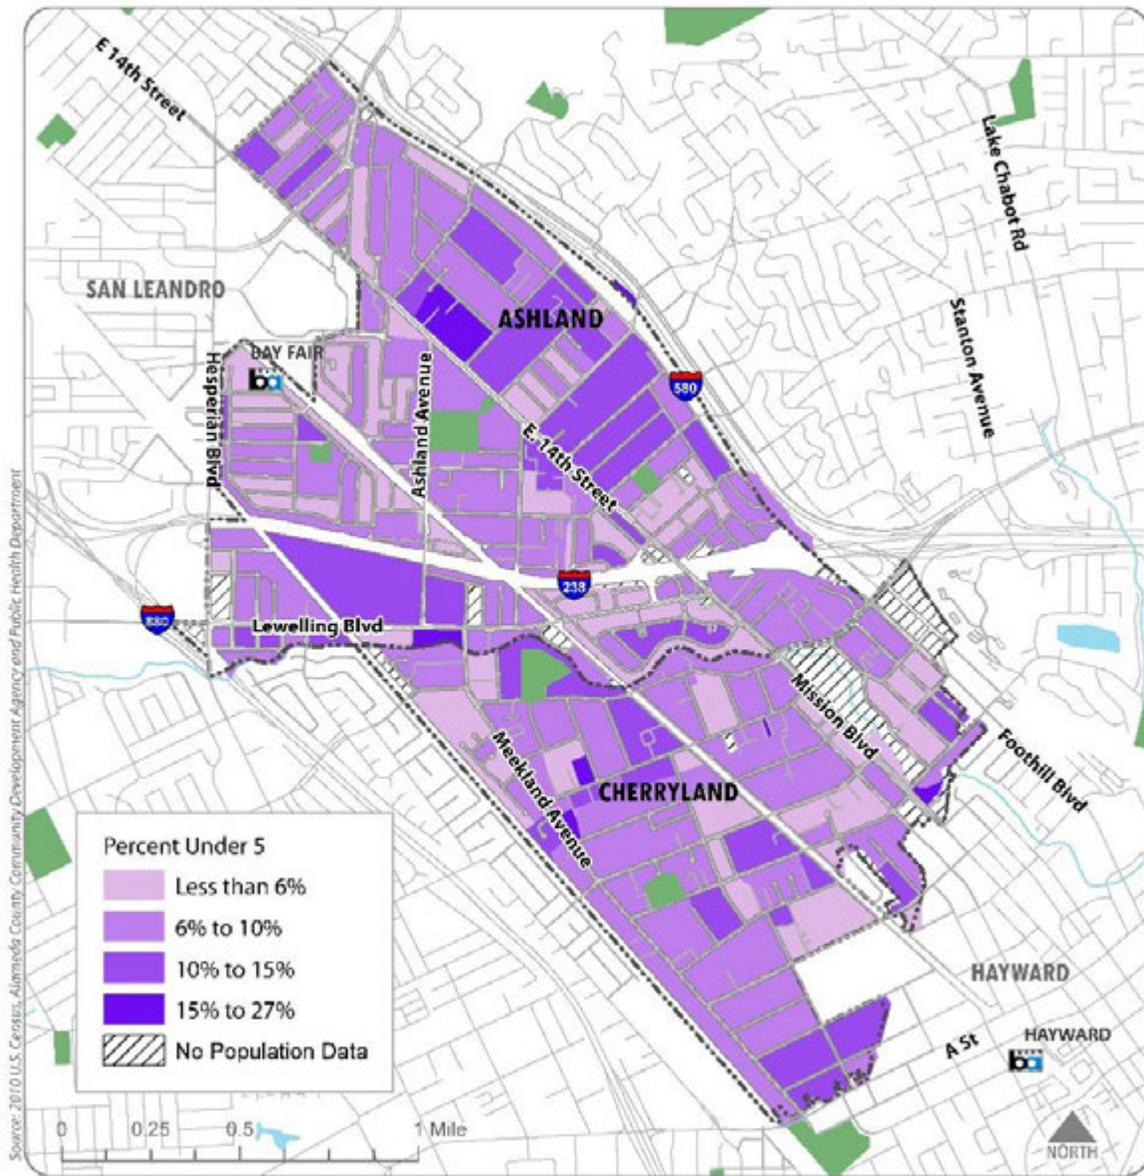 E 14th Street
Lake Chabot Rd
SAN LEANDRO
Stanton Avenue
ASHLAND
BAY FAIR
ba
Hesperian Blvd
Ashland Avenue
580
E. 14th Street
238
880
Lewelling Blvd
Mission Blvd
Foothill Blvd
Meekland Avenue
CHERRYLAND
Percent Under 5
Less than 6%
6% to 10%
10% to 15%
15% to 27%
No Population Data
HAYWARD
A St
HAYWARD
ba
0 0.25 0.5 1 Mile
NORTH
Source: 2010 U.S. Census, Alameda County Community Development Agency and Public Health Department